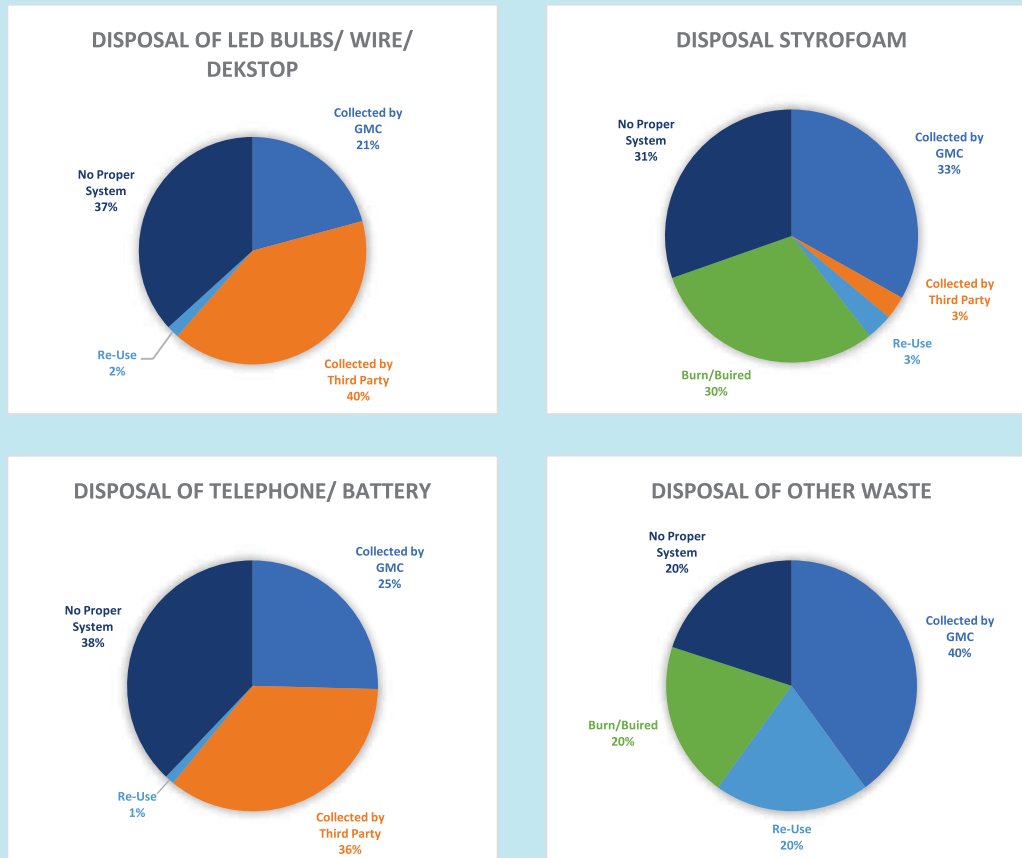 DISPOSAL OF LED BULBS/ WIRE/
DEKSTOP
Collected by
GMC
21%
No Proper
System
37%
Re-Use
2%
Collected by
Third Party
40%
DISPOSAL STYROFOAM
No Proper
System
31%
Collected by
GMC
33%
Collected by
Third Party
3%
Re-Use
3%
Burn/Buired
30%
DISPOSAL OF TELEPHONE/ BATTERY
Collected by
GMC
25%
No Proper
System
38%
Re-Use
1%
Collected by
Third Party
36%
DISPOSAL OF OTHER WASTE
No Proper
System
20%
Collected by
GMC
40%
Burn/Buired
20%
Re-Use
20%